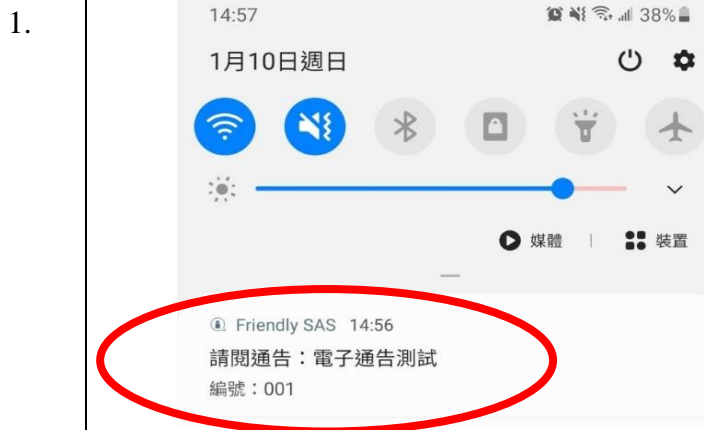 1.
14:57 38%
1月10日週日
媒體 | 裝置
Friendly SAS 14:56
請閱通告：電子通告測試
編號：001